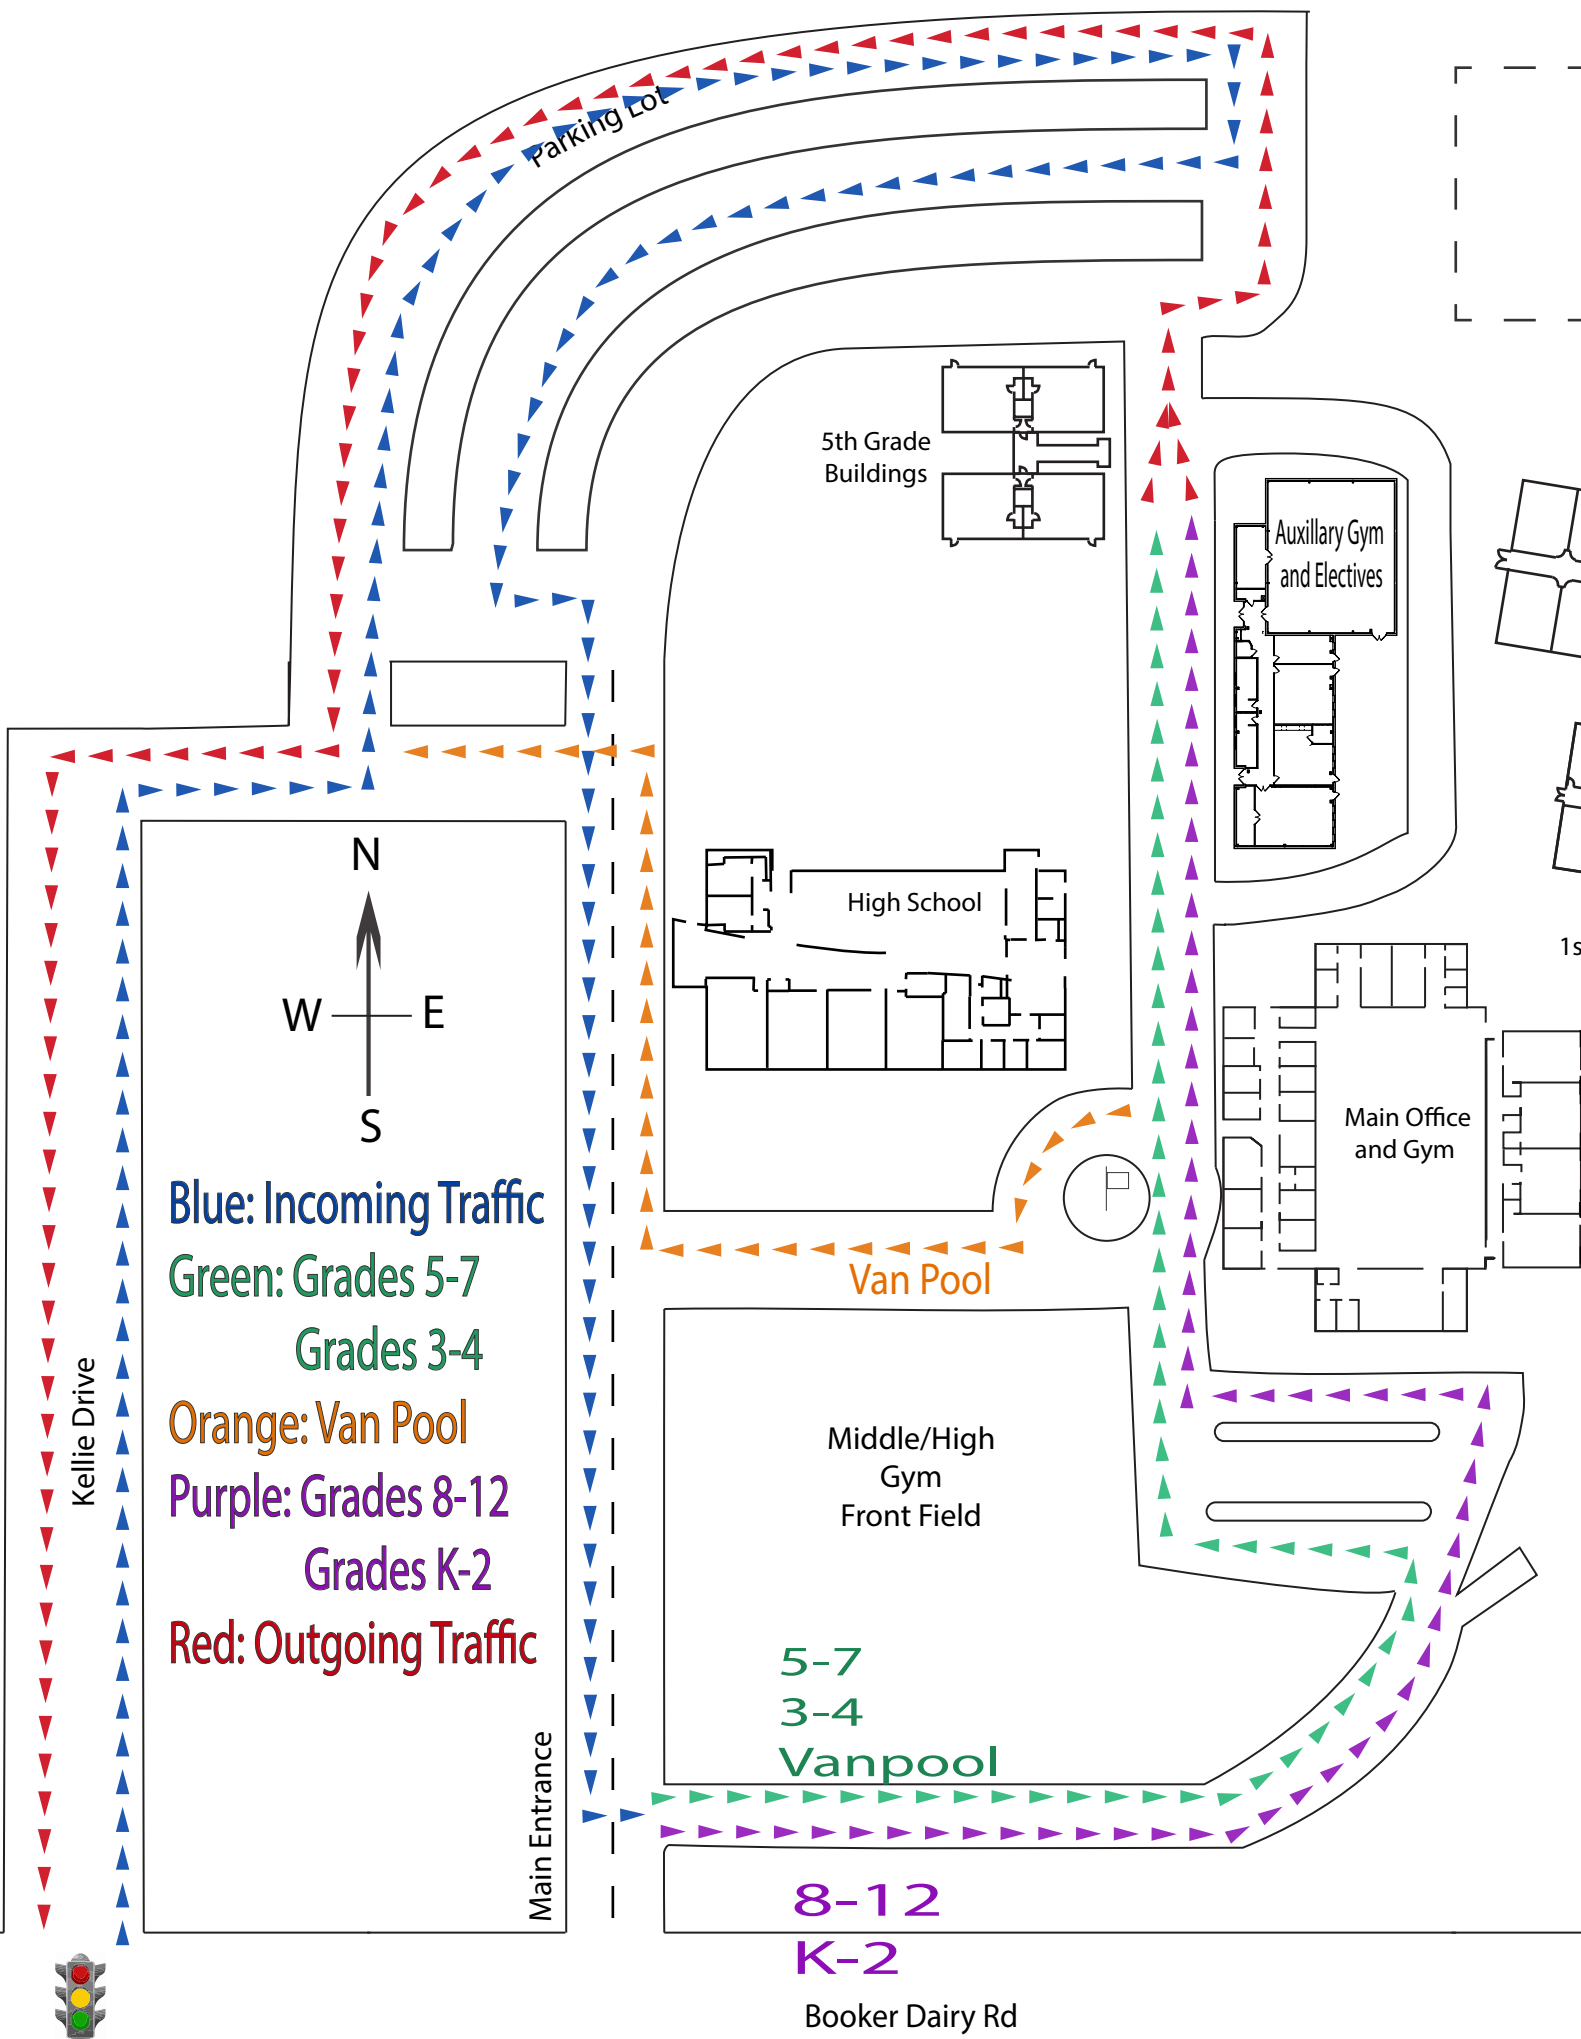 Parking Lot
5th Grade
Buildings
Auxillary Gym
and Electives
N
High School
1s
W
E
S
Main Office
and Gym
Blue: Incoming Traffic
Green: Grades 5-7
Grades 3-4
Orange: Van Pool
Purple: Grades 8-12
Grades K-2
Red: Outgoing Traffic
Van Pool
Kellie Drive
Middle/High
Gym
Front Field
5-7
3-4
Vanpool
Main Entrance
8-12
K-2
Booker Dairy Rd